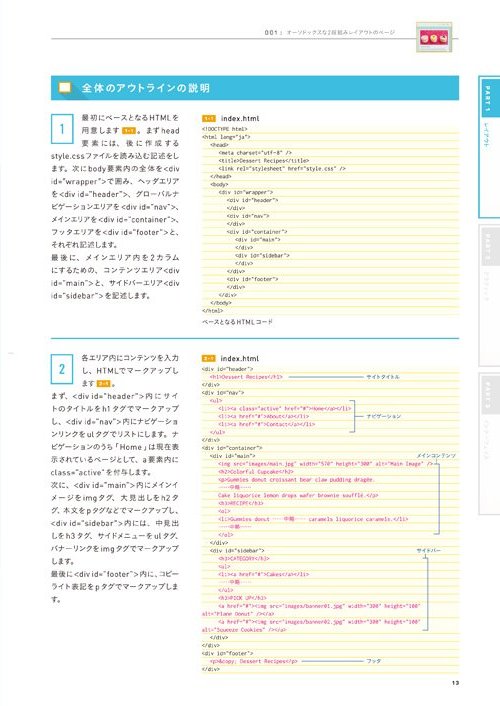 001： オーソドックスな2段組みレイアウトのページ
全体のアウトラインの説明
1
最初にベースとなるHTMLを
用意します 1-1 。まずhead
要素には、後に作成する
style.cssファイルを読み込む記述をし
ます。次にbody要素内の全体を<div
id="wrapper">で囲み、ヘッダエリア
を<div id="header">、グローバルナ
ビゲーションエリアを<div id="nav">、
メインエリアを<div id="container">、
フッタエリアを<div id="footer">と、
それぞれ記述します。
最後に、メインエリア内を2カラム
にするための、コンテンツエリア<div
id="main">と、サイドバーエリア<div
id="sidebar">を記述します。
1-1 index.html
<!DOCTYPE html>
<html lang="ja">
<head>
<meta charset="utf-8" />
<title>Dessert Recipes</title>
<link rel="stylesheet" href="style.css" />
</head>
<body>
<div id="wrapper">
<div id="header">
</div>
<div id="nav">
</div>
<div id="container">
<div id="main">
</div>
<div id="sidebar">
</div>
</div>
<div id="footer">
</div>
</div>
</body>
</html>
ベースとなるHTMLコード
2
各エリア内にコンテンツを入力
し、HTMLでマークアップし
ます 2-1 。
まず、<div id="header">内にサイ
トのタイトルをh1タグでマークアップ
し、<div id="nav">内にナビゲーショ
ンリンクをulタグでリストにします。ナ
ビゲーションのうち「Home」は現在表
示されているページとして、a要素内に
class="active"を付与します。
次に、<div id="main">内にメインイ
メージをimgタグ、大見出しをh2タ
グ、本文をpタグなどでマークアップし、
<div id="sidebar">内には、中見出
しをh3タグ、サイドメニューをulタグ、
バナーリンクをimgタグでマークアップ
します。
最後に<div id="footer">内に、コピー
ライト表記をpタグでマークアップしま
す。
2-1 index.html
<div id="header">
<h1>Dessert Recipes</h1> サイトタイトル
</div>
<div id="nav">
<ul>
<li><a class="active" href="#">Home</a></li>
<li><a href="#">About</a></li> ナビゲーション
<li><a href="#">Contact</a></li>
</ul>
</div>
<div id="container">
<div id="main"> メインコンテンツ
<img src="images/main.jpg" width="570" height="300" alt="Main Image" />
<h2>Colorful Cupcake</h2>
<p>Gummies donut croissant bear claw pudding dragée.
……中略……
Cake liquorice lemon drops wafer brownie soufflé.</p>
<h3>RECIPE</h3>
<ol>
<li>Gummies donut ……中略…… caramels liquorice caramels.</li>
……中略……
</ol>
</div>
<div id="sidebar"> サイドバー
<h3>CATEGORY</h3>
<ul>
<li><a href="#">Cakes</a></li>
……中略……
</ul>
<h3>PICK UP</h3>
<a href="#"><img src="images/banner01.jpg" width="300" height="160"
alt="Plane Donut" /></a>
<a href="#"><img src="images/banner02.jpg" width="300" height="160"
alt="Squeeze Cookies" /></a>
</div>
</div>
<div id="footer">
<p>&copy; Dessert Recipes</p> フッタ
</div>
PART 1
レイアウト
PART 2
PART 3
13